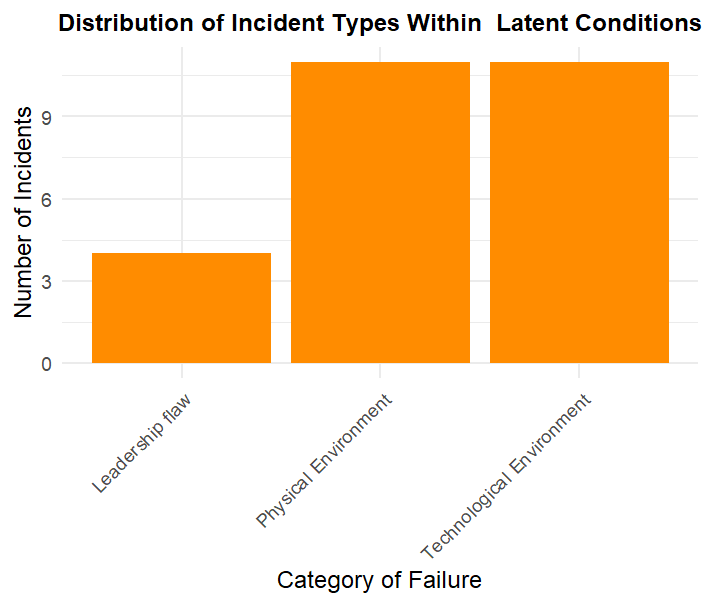 Distribution of Incident Types Within  Latent Conditions
Number of Incidents
9
6
3
0
Leadership flaw
Physical Environment
Technological Environment
Category of Failure